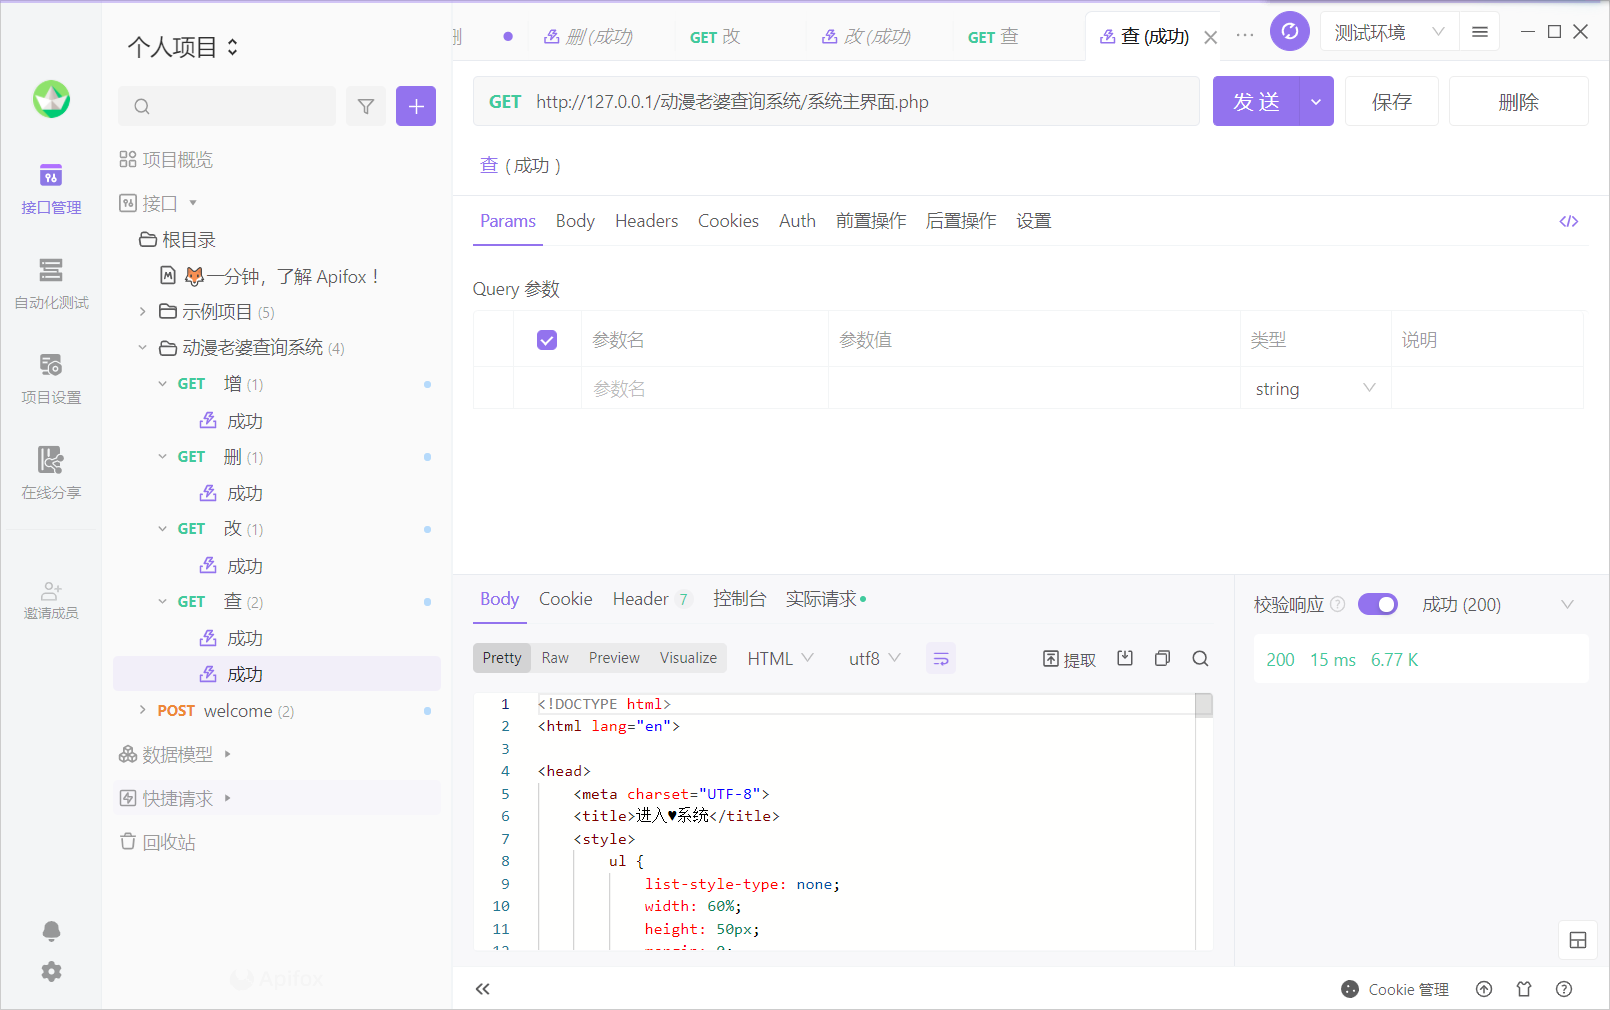 个人项目
删 (成功)
GET 改
改 (成功)
GET 查
查 (成功)
测试环境
GET http://127.0.0.1/动漫老婆查询系统/系统主界面.php
发 送
保存
删除
查 ( 成功 )
接口管理
自动化测试
项目设置
在线分享
邀请成员
项目概览
接口
根目录
一分钟，了解 Apifox！
示例项目 (5)
动漫老婆查询系统 (4)
GET 增 (1)
成功
GET 删 (1)
成功
GET 改 (1)
成功
GET 查 (2)
成功
成功
POST welcome (2)
数据模型
快捷请求
回收站
Apifox
Params Body Headers Cookies Auth 前置操作 后置操作 设置
Query 参数
参数名 参数值 类型 说明
参数名 string
Body Cookie Header 7 控制台 实际请求
校验响应 成功 (200)
Pretty Raw Preview Visualize HTML utf8 提取
200 15 ms 6.77 K
1 <!DOCTYPE html>
2 <html lang="en">
3
4 <head>
5 <meta charset="UTF-8">
6 <title>进入♥系统</title>
7 <style>
8 ul {
9 list-style-type: none;
10 width: 60%;
11 height: 50px;
Cookie 管理